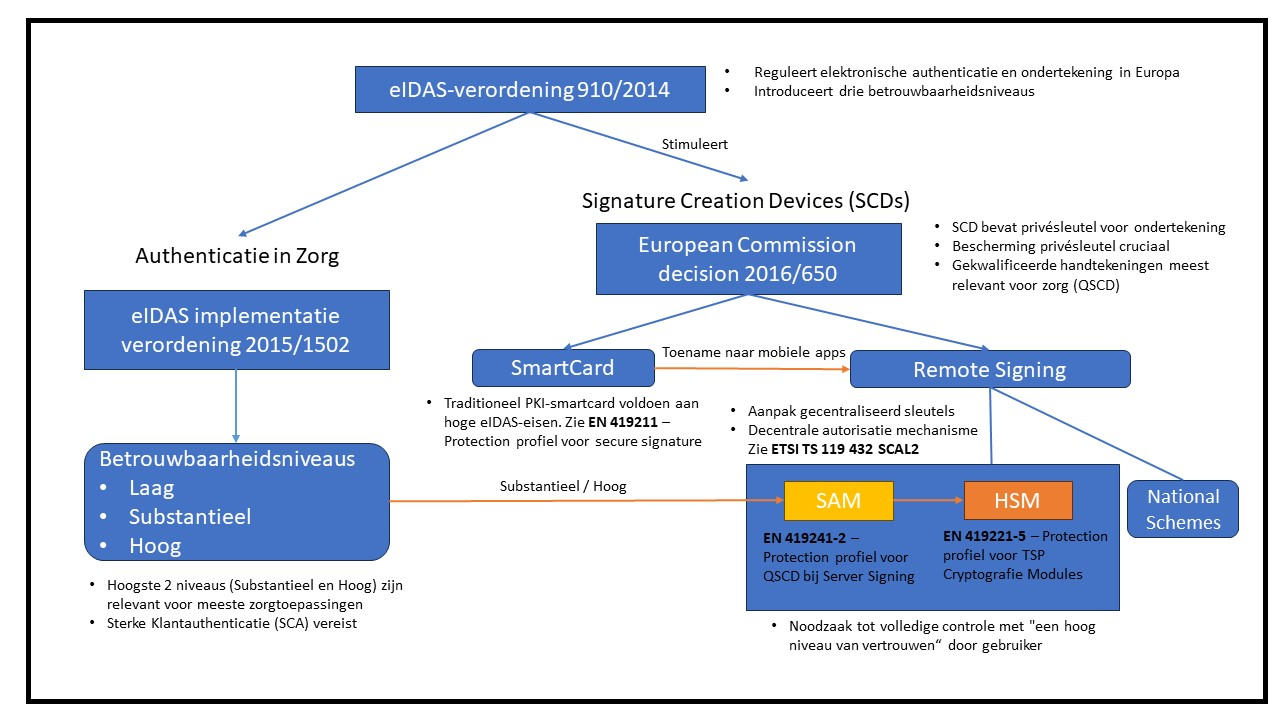 eIDAS-verordening 910/2014
• Reguleert elektronische authenticatie en ondertekening in Europa
• Introduceert drie betrouwbaarheidsniveaus
Stimuleert
Signature Creation Devices (SCDs)
European Commission
decision 2016/650
• SCD bevat privésleutel voor ondertekening
• Bescherming privésleutel cruciaal
• Gekwalificeerde handtekeningen meest
relevant voor zorg (QSCD)
Authenticatie in Zorg
eIDAS implementatie
verordening 2015/1502
SmartCard
Toename naar mobiele apps
Remote Signing
• Traditioneel PKI-smartcard voldoen aan
hoge eIDAS-eisen. Zie EN 419211 –
Protection profiel voor secure signature
• Aanpak gecentraliseerd sleutels
• Decentrale autorisatie mechanisme
Zie ETSI TS 119 432 SCAL2
Betrouwbaarheidsniveaus
• Laag
• Substantieel
• Hoog
Substantieel / Hoog
SAM
HSM
National
Schemes
EN 419241-2 –
Protection profiel voor
QSCD bij Server Signing
EN 419221-5 – Protection
profiel voor TSP
Cryptografie Modules
• Hoogste 2 niveaus (Substantieel en Hoog) zijn
relevant voor meeste zorgtoepassingen
• Sterke Klantauthenticatie (SCA) vereist
• Noodzaak tot volledige controle met "een hoog
niveau van vertrouwen“ door gebruiker